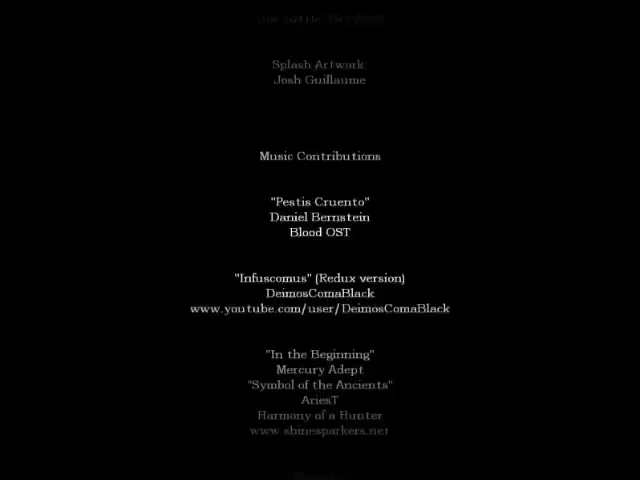 Splash Artwork
Josh Guillaume
Music Contributions
"Pestis Cruento"
Daniel Bernstein
Blood OST
"Infuscomus" (Redux version)
DeimosComaBlack
www.youtube.com/user/DeimosComaBlack
"In the Beginning"
Mercury Adept
"Symbol of the Ancients"
AriesT
Harmony of a Hunter
www.shinesparkers.net